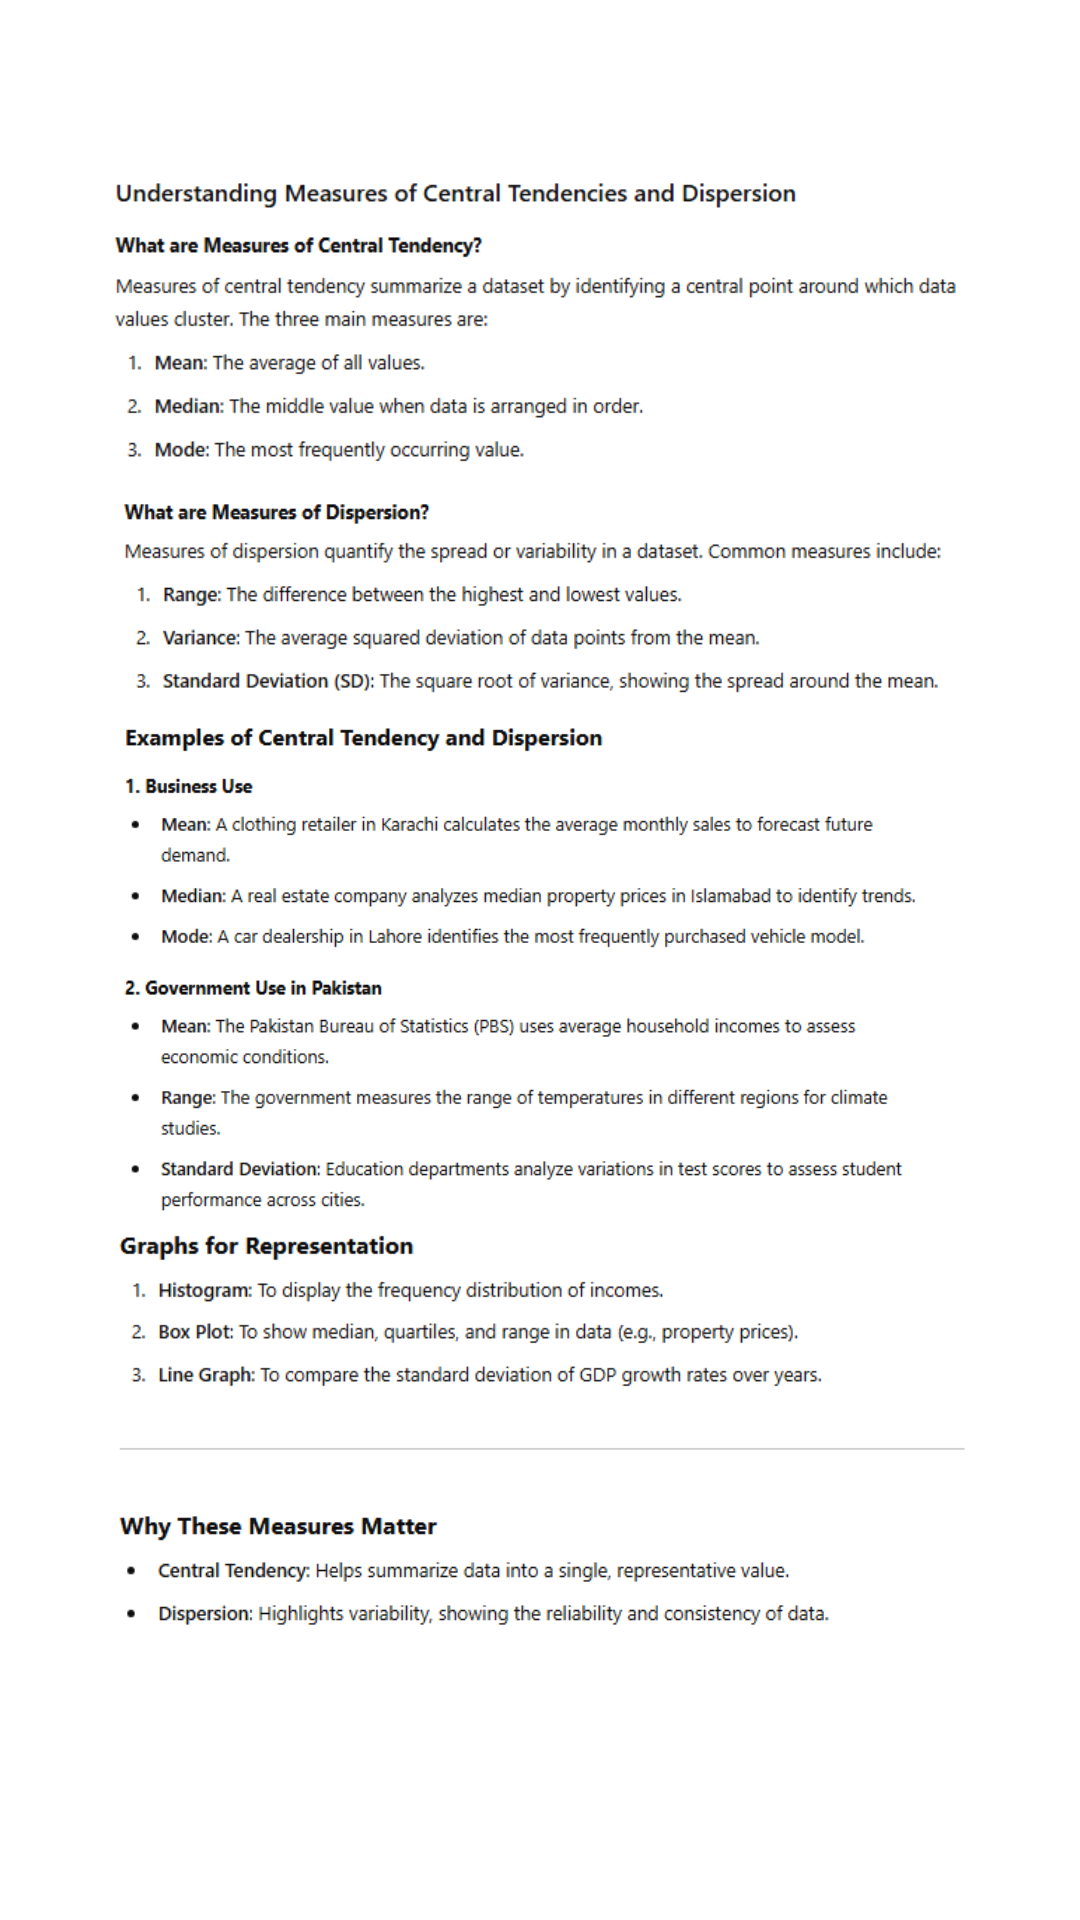 Understanding Measures of Central Tendencies and Dispersion
What are Measures of Central Tendency?
Measures of central tendency summarize a dataset by identifying a central point around which data
values cluster. The three main measures are:
1. Mean: The average of all values.
2. Median: The middle value when data is arranged in order.
3. Mode: The most frequently occurring value.
What are Measures of Dispersion?
Measures of dispersion quantify the spread or variability in a dataset. Common measures include:
1. Range: The difference between the highest and lowest values.
2. Variance: The average squared deviation of data points from the mean.
3. Standard Deviation (SD): The square root of variance, showing the spread around the mean.
Examples of Central Tendency and Dispersion
1. Business Use
• Mean: A clothing retailer in Karachi calculates the average monthly sales to forecast future
demand.
• Median: A real estate company analyzes median property prices in Islamabad to identify trends.
• Mode: A car dealership in Lahore identifies the most frequently purchased vehicle model.
2. Government Use in Pakistan
• Mean: The Pakistan Bureau of Statistics (PBS) uses average household incomes to assess
economic conditions.
• Range: The government measures the range of temperatures in different regions for climate
studies.
• Standard Deviation: Education departments analyze variations in test scores to assess student
performance across cities.
Graphs for Representation
1. Histogram: To display the frequency distribution of incomes.
2. Box Plot: To show median, quartiles, and range in data (e.g., property prices).
3. Line Graph: To compare the standard deviation of GDP growth rates over years.
Why These Measures Matter
• Central Tendency: Helps summarize data into a single, representative value.
• Dispersion: Highlights variability, showing the reliability and consistency of data.